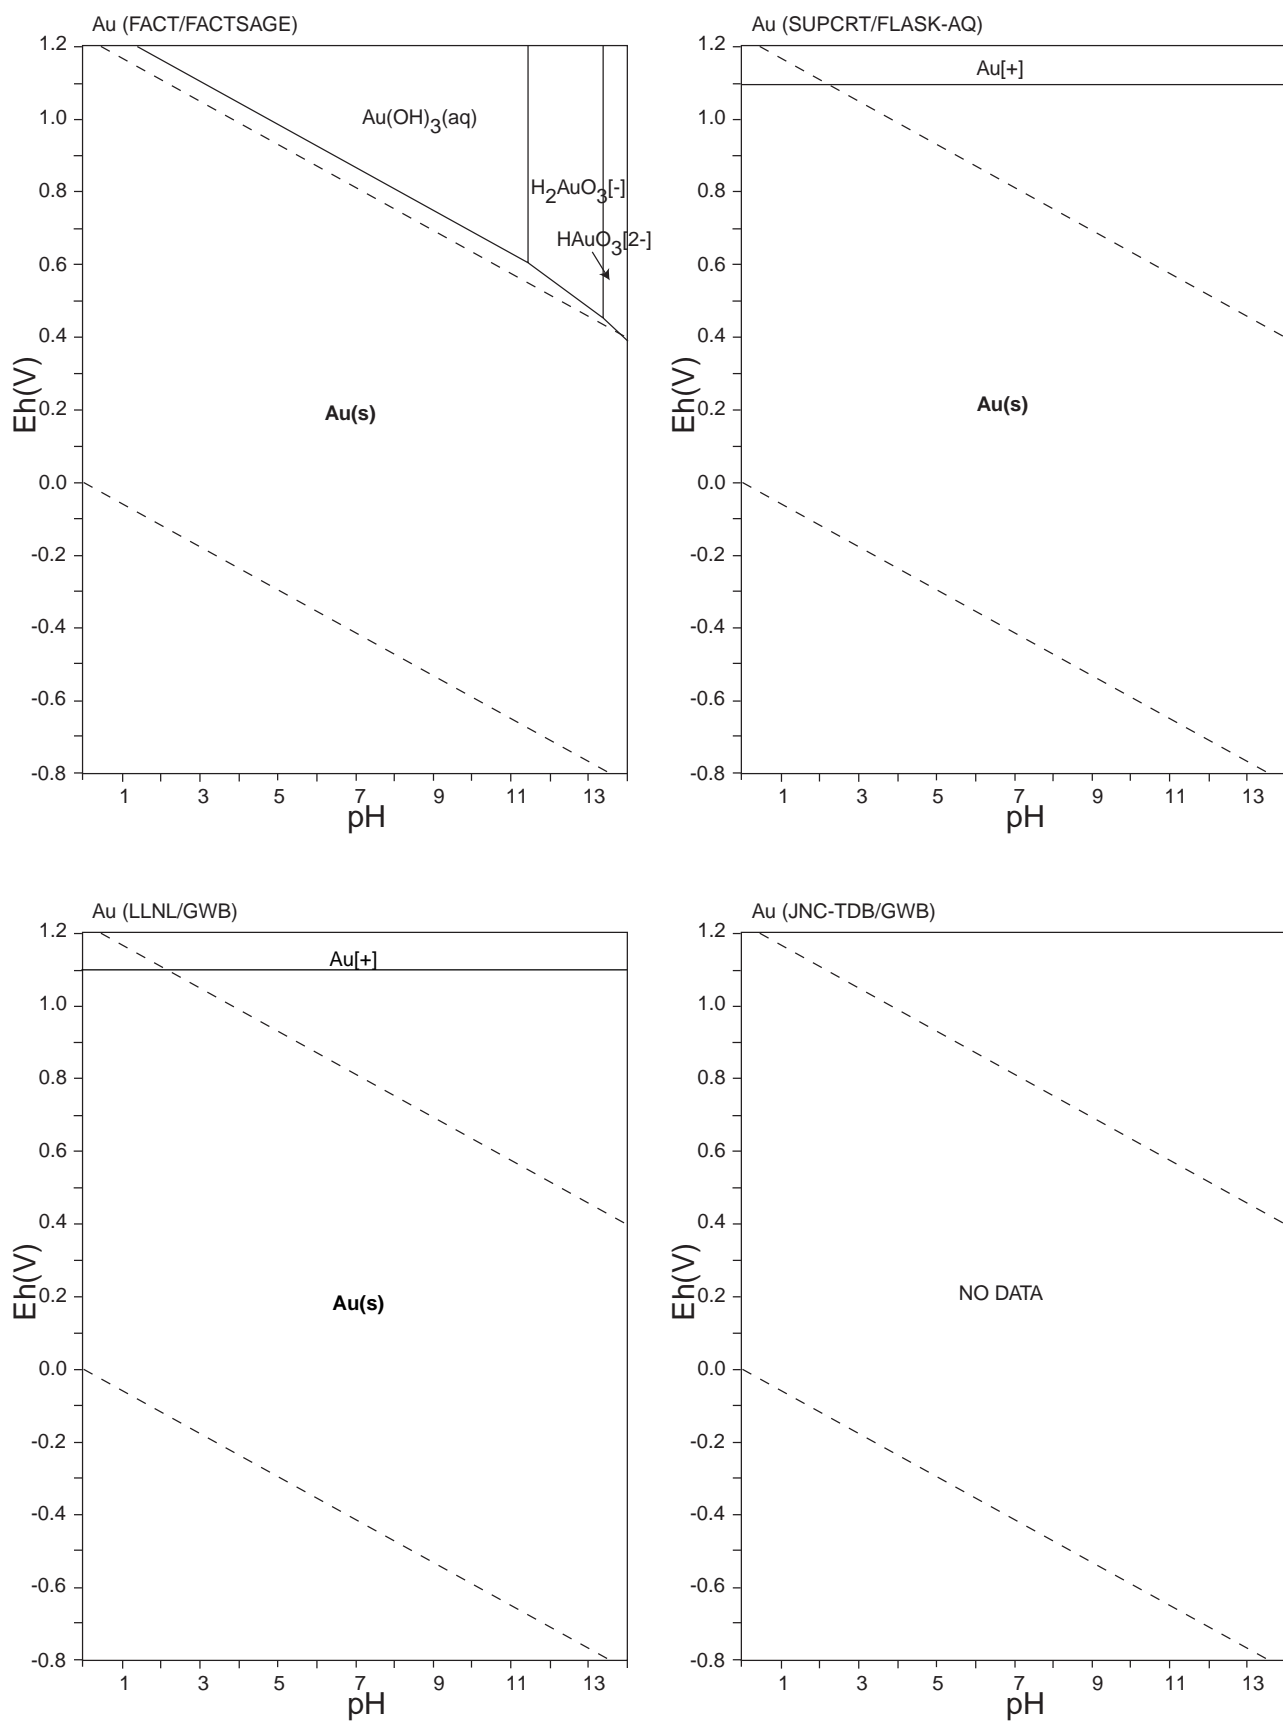 Au (FACT/FACTSAGE)
1.2
1.0
0.8
0.6
0.4
0.2
0.0
-0.2
-0.4
-0.6
-0.8
Eh(V)
Au(OH)3(aq)
H2AuO3[-]
HAuO3[2-]
Au(s)
1 3 5 7 9 11 13
pH
Au (SUPCRT/FLASK-AQ)
1.2
1.0
0.8
0.6
0.4
0.2
0.0
-0.2
-0.4
-0.6
-0.8
Eh(V)
Au[+]
Au(s)
1 3 5 7 9 11 13
pH
Au (LLNL/GWB)
1.2
1.0
0.8
0.6
0.4
0.2
0.0
-0.2
-0.4
-0.6
-0.8
Eh(V)
Au[+]
Au(s)
1 3 5 7 9 11 13
pH
Au (JNC-TDB/GWB)
1.2
1.0
0.8
0.6
0.4
0.2
0.0
-0.2
-0.4
-0.6
-0.8
Eh(V)
NO DATA
1 3 5 7 9 11 13
pH